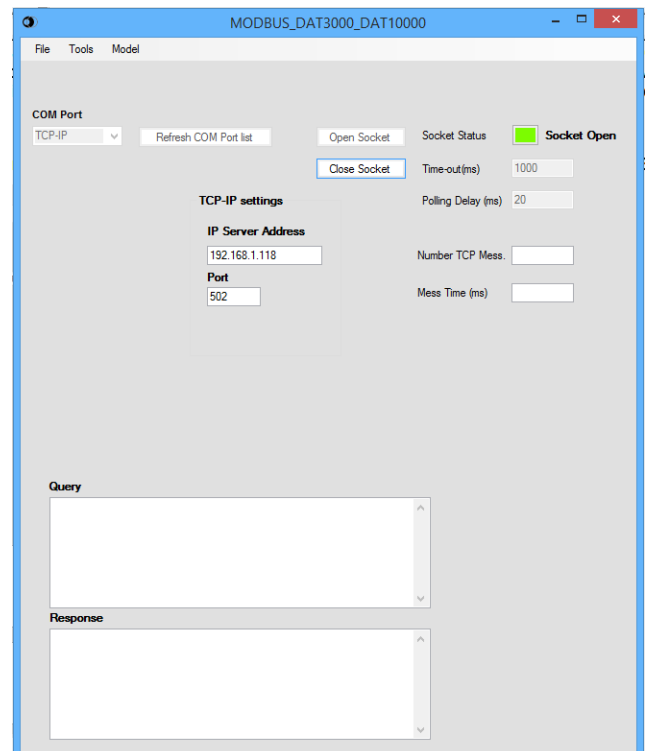 MODBUS_DAT3000_DAT10000
File Tools Model
COM Port
TCP-IP Refresh COM Port list Open Socket Socket Status Socket Open
Close Socket Time-out(ms) 1000
TCP-IP settings Polling Delay (ms) 20
IP Server Address
192.168.1.118 Number TCP Mess.
Port
502 Mess Time (ms)
Query
Response